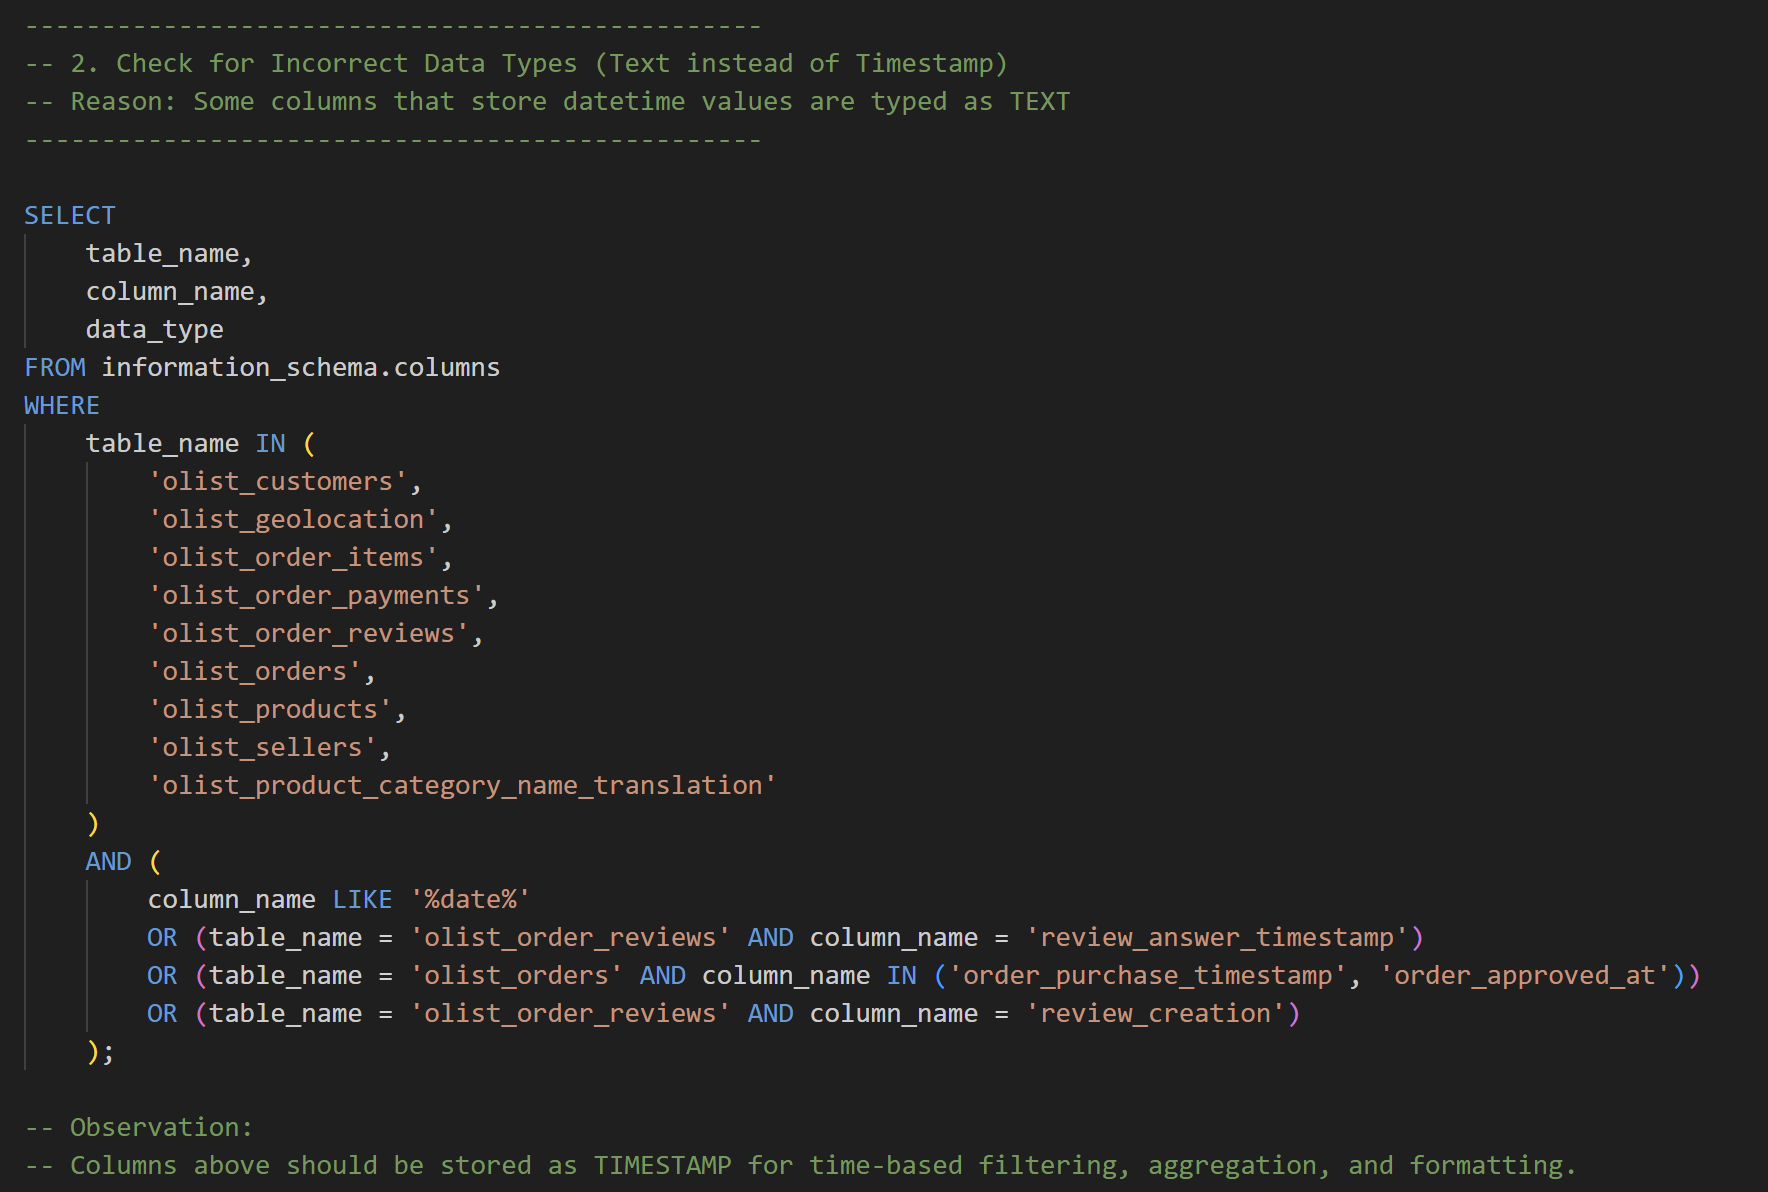 ------------------------------------------------
-- 2. Check for Incorrect Data Types (Text instead of Timestamp)
-- Reason: Some columns that store datetime values are typed as TEXT
------------------------------------------------
SELECT
    table_name,
    column_name,
    data_type
FROM information_schema.columns
WHERE
    table_name IN (
        'olist_customers',
        'olist_geolocation',
        'olist_order_items',
        'olist_order_payments',
        'olist_order_reviews',
        'olist_orders',
        'olist_products',
        'olist_sellers',
        'olist_product_category_name_translation'
    )
    AND (
        column_name LIKE '%date%'
        OR (table_name = 'olist_order_reviews' AND column_name = 'review_answer_timestamp')
        OR (table_name = 'olist_orders' AND column_name IN ('order_purchase_timestamp', 'order_approved_at'))
        OR (table_name = 'olist_order_reviews' AND column_name = 'review_creation')
    );
-- Observation:
-- Columns above should be stored as TIMESTAMP for time-based filtering, aggregation, and formatting.